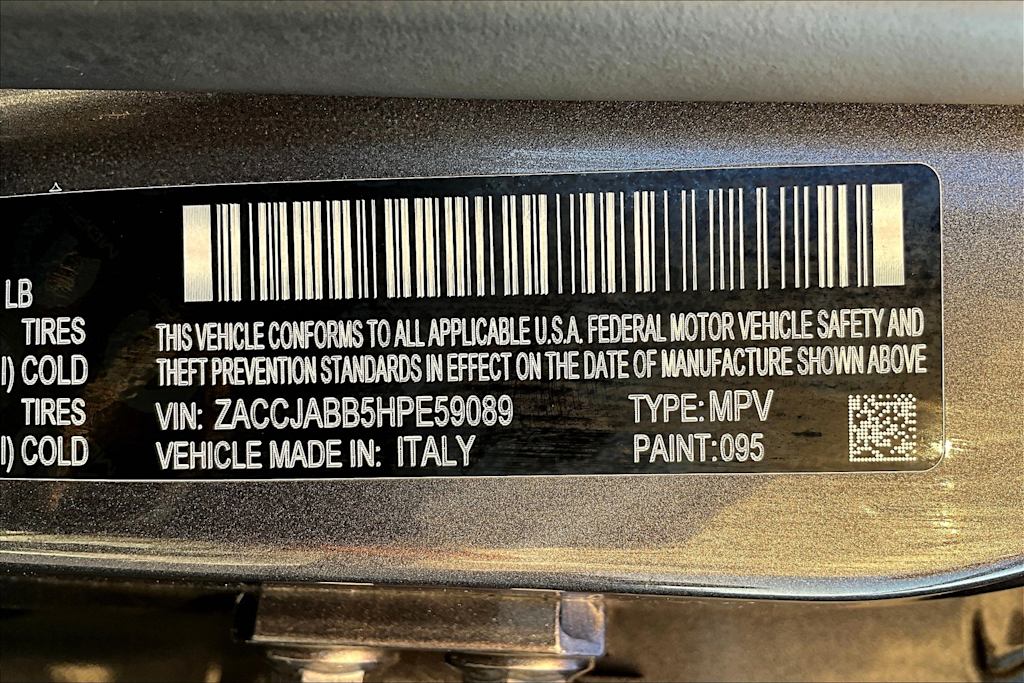 LB
TIRES
I) COLD
TIRES
I) COLD
THIS VEHICLE CONFORMS TO ALL APPLICABLE U.S.A. FEDERAL MOTOR VEHICLE SAFETY AND
THEFT PREVENTION STANDARDS IN EFFECT ON THE DATE OF MANUFACTURE SHOWN ABOVE
VIN: ZACCJABB5HPE59089 TYPE: MPV
VEHICLE MADE IN: ITALY PAINT:095